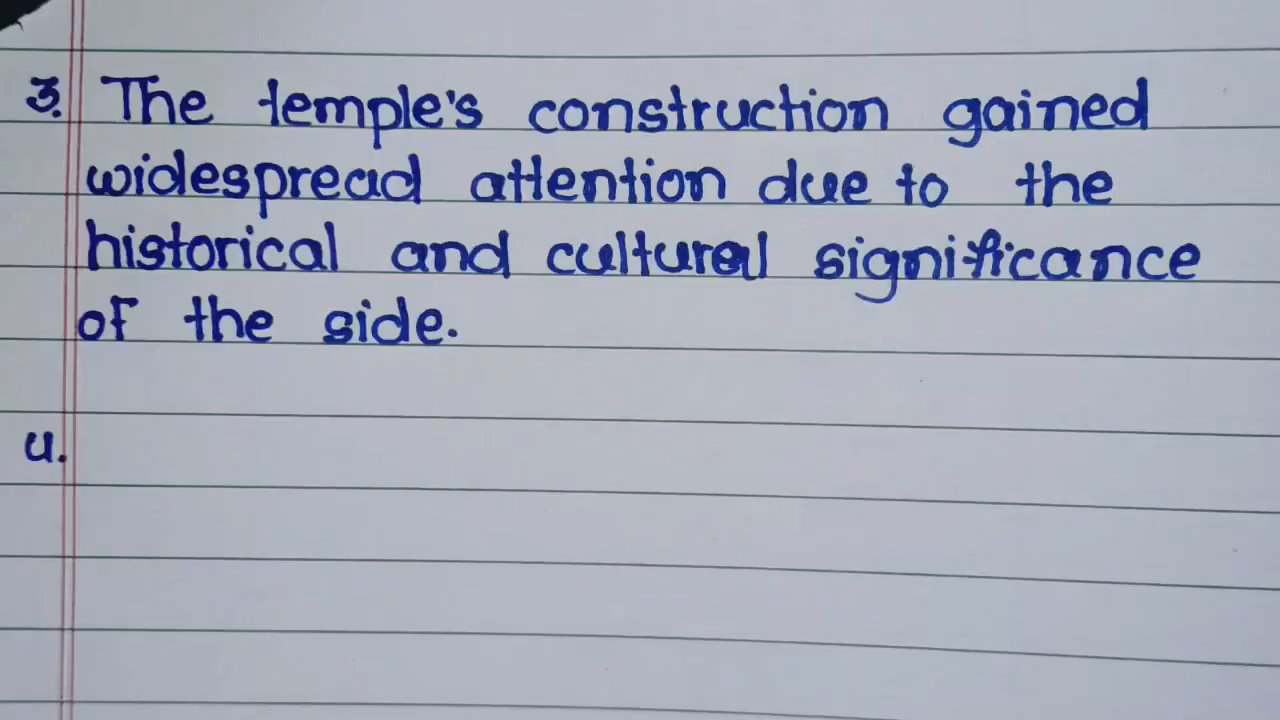 3. The temple's construction gained
widespread attention due to the
historical and cultural significance
of the side.
4.